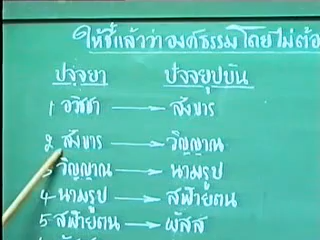 ให้ชี้แล้วว่าองค์ธรรมโดยไม่ต้อ
ปัจจยา ปัจจยุปบัน
1 อวิชชา → สังขาร
2 สังขาร → วิญญาณ
3 วิญญาณ → นามรูป
4 นามรูป → สฬายตน
5 สฬายตน → ผัสส